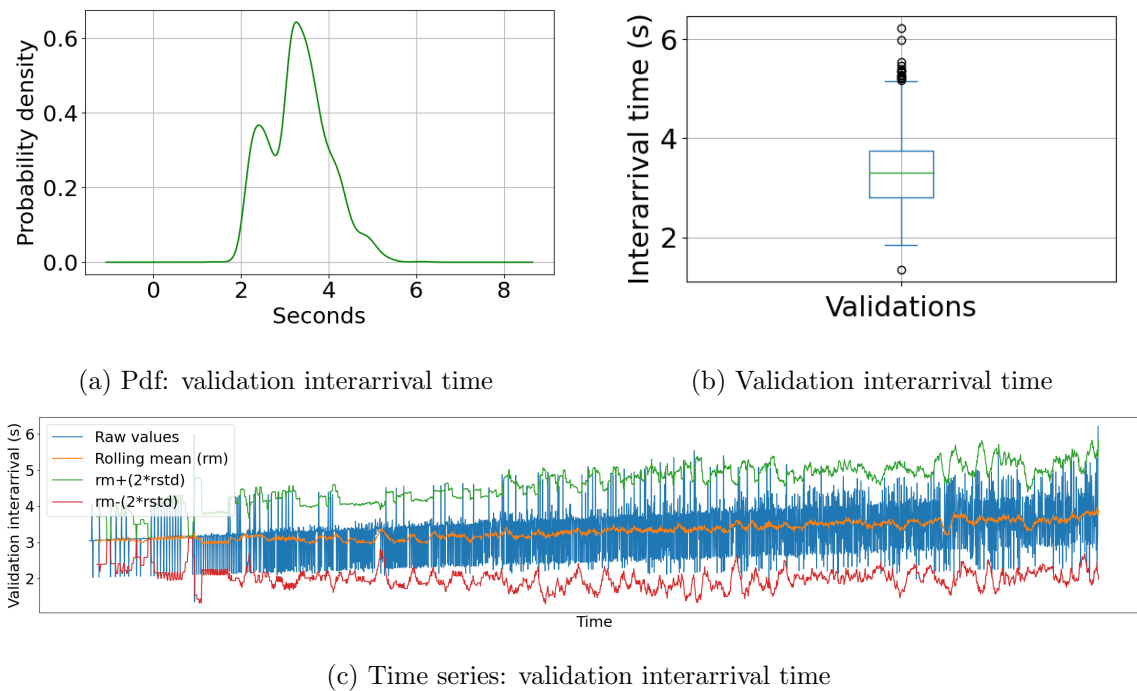 Probability density
0.6
0.4
0.2
0.0
0 2 4 6 8
Seconds
(a) Pdf: validation interarrival time
Interarrival time (s)
6
4
2
Validations
(b) Validation interarrival time
Validation interarrival (s)
6
5
4
3
2
Raw values
Rolling mean (rm)
rm+(2*rstd)
rm-(2*rstd)
Time
(c) Time series: validation interarrival time